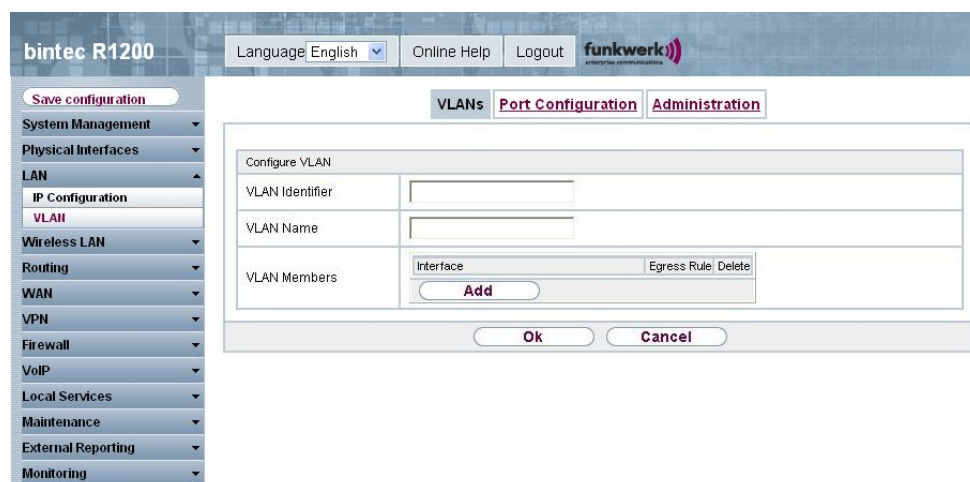 bintec R1200
Language English
Online Help
Logout
funkwerk
enterprise communications
Save configuration
System Management
Physical Interfaces
LAN
IP Configuration
VLAN
Wireless LAN
Routing
WAN
VPN
Firewall
VoIP
Local Services
Maintenance
External Reporting
Monitoring
VLANs
Port Configuration
Administration
Configure VLAN
VLAN Identifier
VLAN Name
VLAN Members
Interface Egress Rule Delete
Add
Ok
Cancel